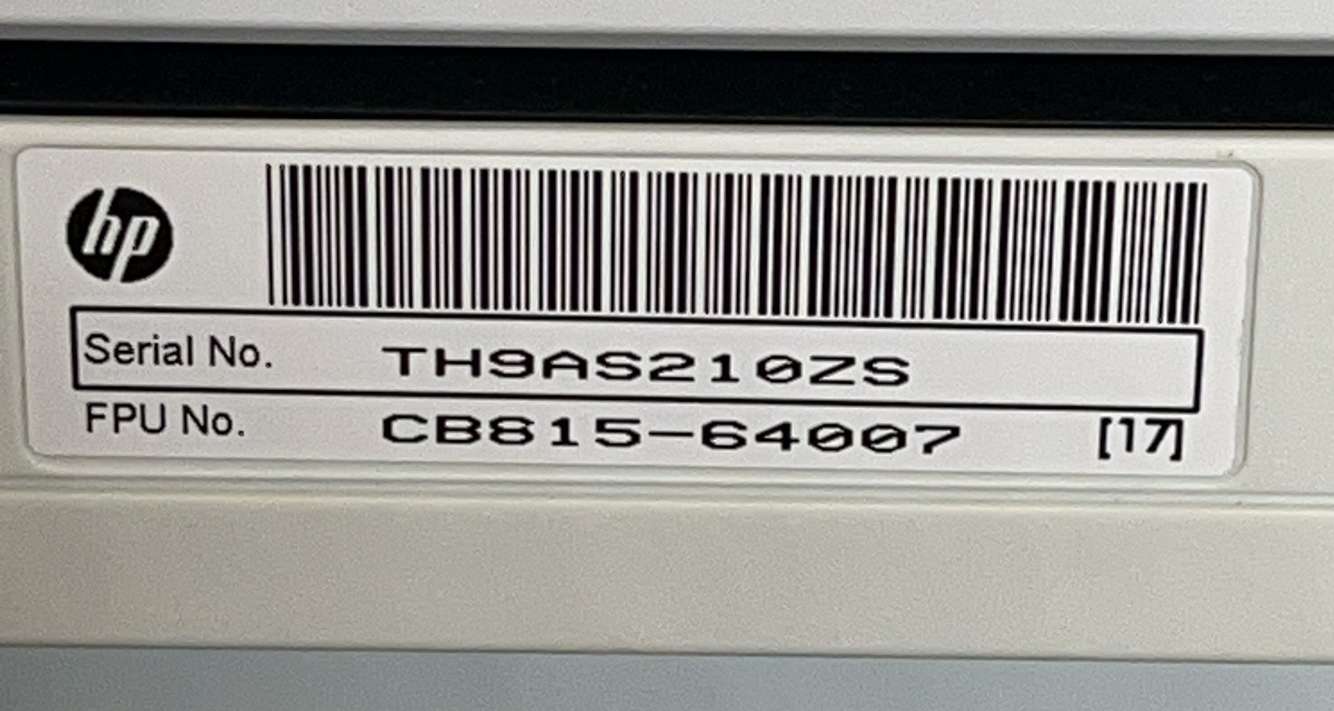 hp
Serial No. TH9AS210ZS
FPU No. CB815-64007 [17]